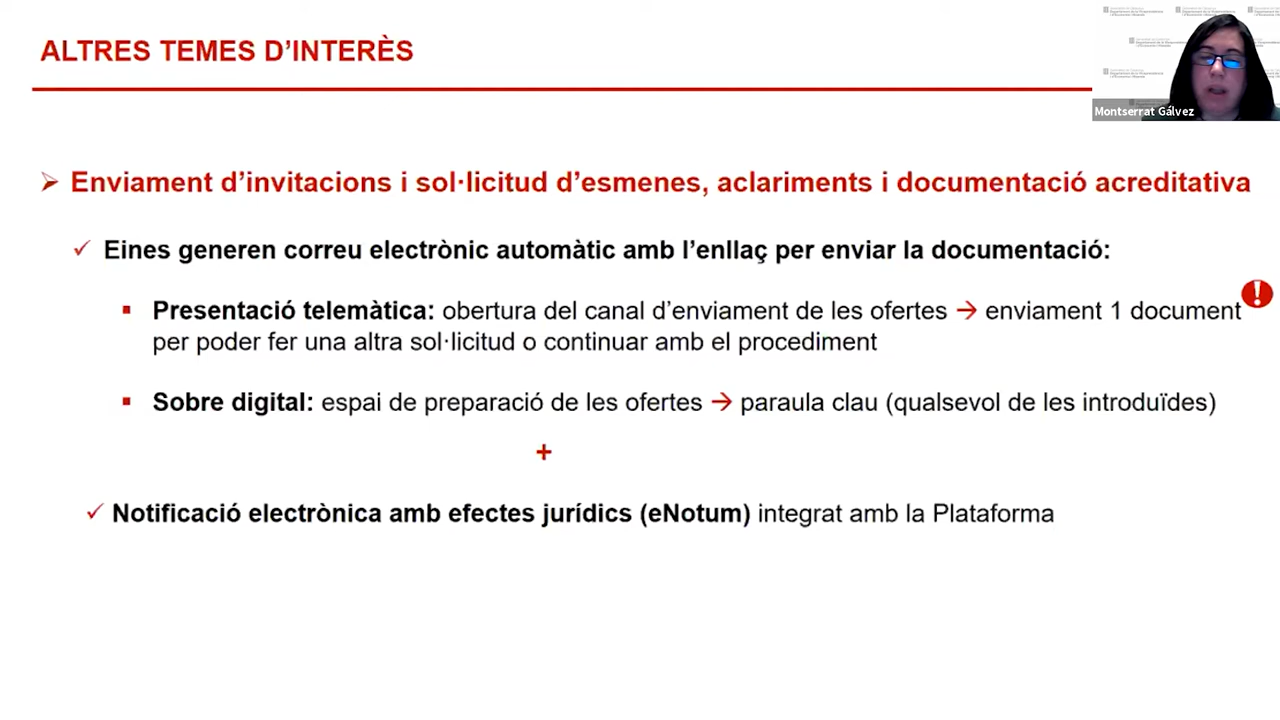 ALTRES TEMES D’INTERÈS
Montserrat Gálvez
➢ Enviament d’invitacions i sol·licitud d’esmenes, aclariments i documentació acreditativa
✓ Eines generen correu electrònic automàtic amb l’enllaç per enviar la documentació:
▪ Presentació telemàtica: obertura del canal d’enviament de les ofertes → enviament 1 document
per poder fer una altra sol·licitud o continuar amb el procediment
▪ Sobre digital: espai de preparació de les ofertes → paraula clau (qualsevol de les introduïdes)
+
✓ Notificació electrònica amb efectes jurídics (eNotum) integrat amb la Plataforma